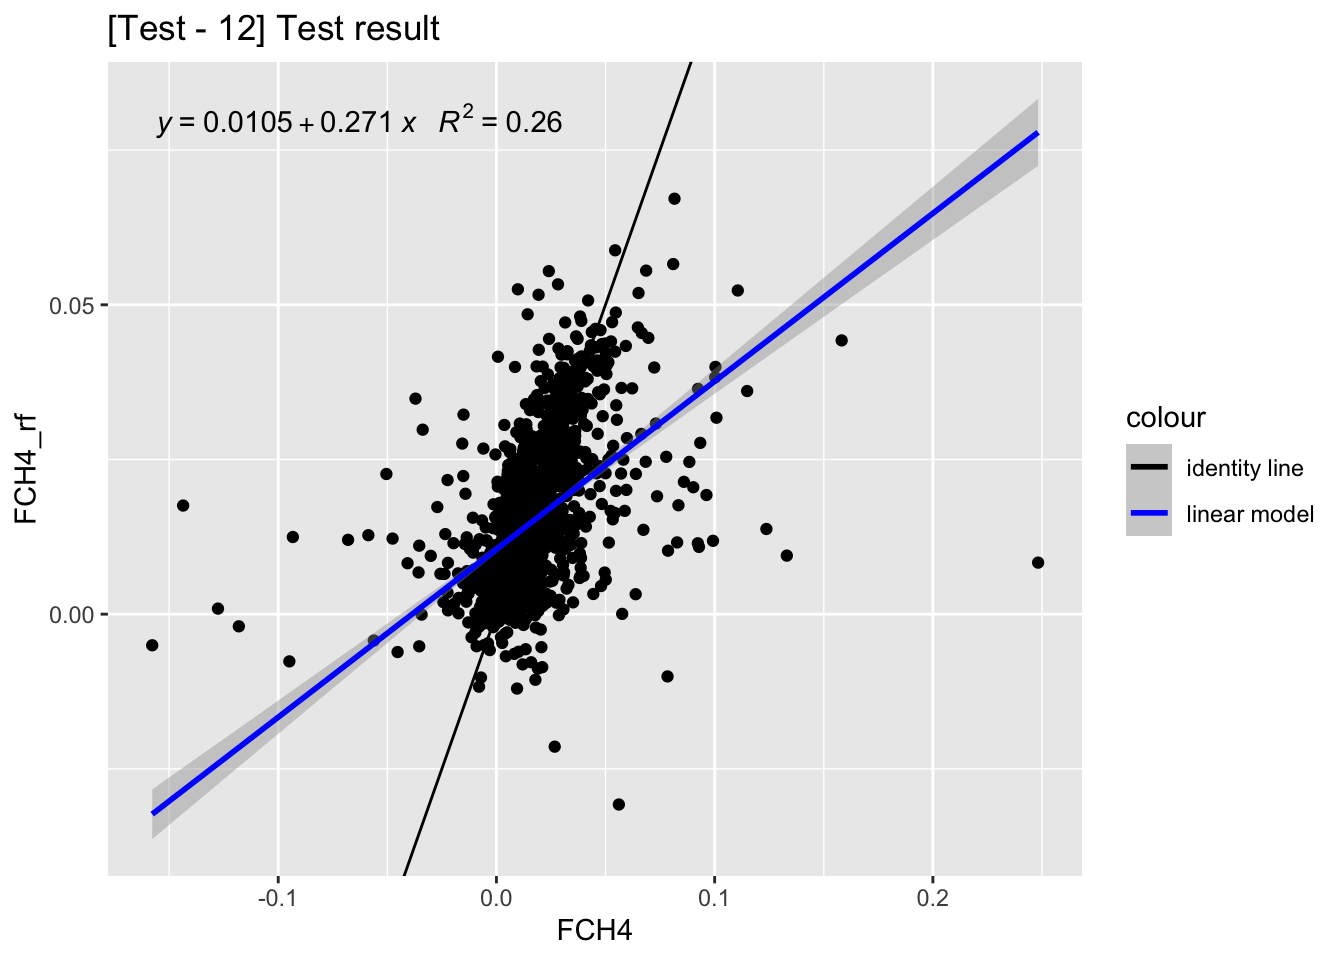 [Test - 12] Test result
y = 0.0105 + 0.271 x R² = 0.26
0.05
0.00
FCH4_rf
-0.1 0.0 0.1 0.2
FCH4
colour
identity line
linear model